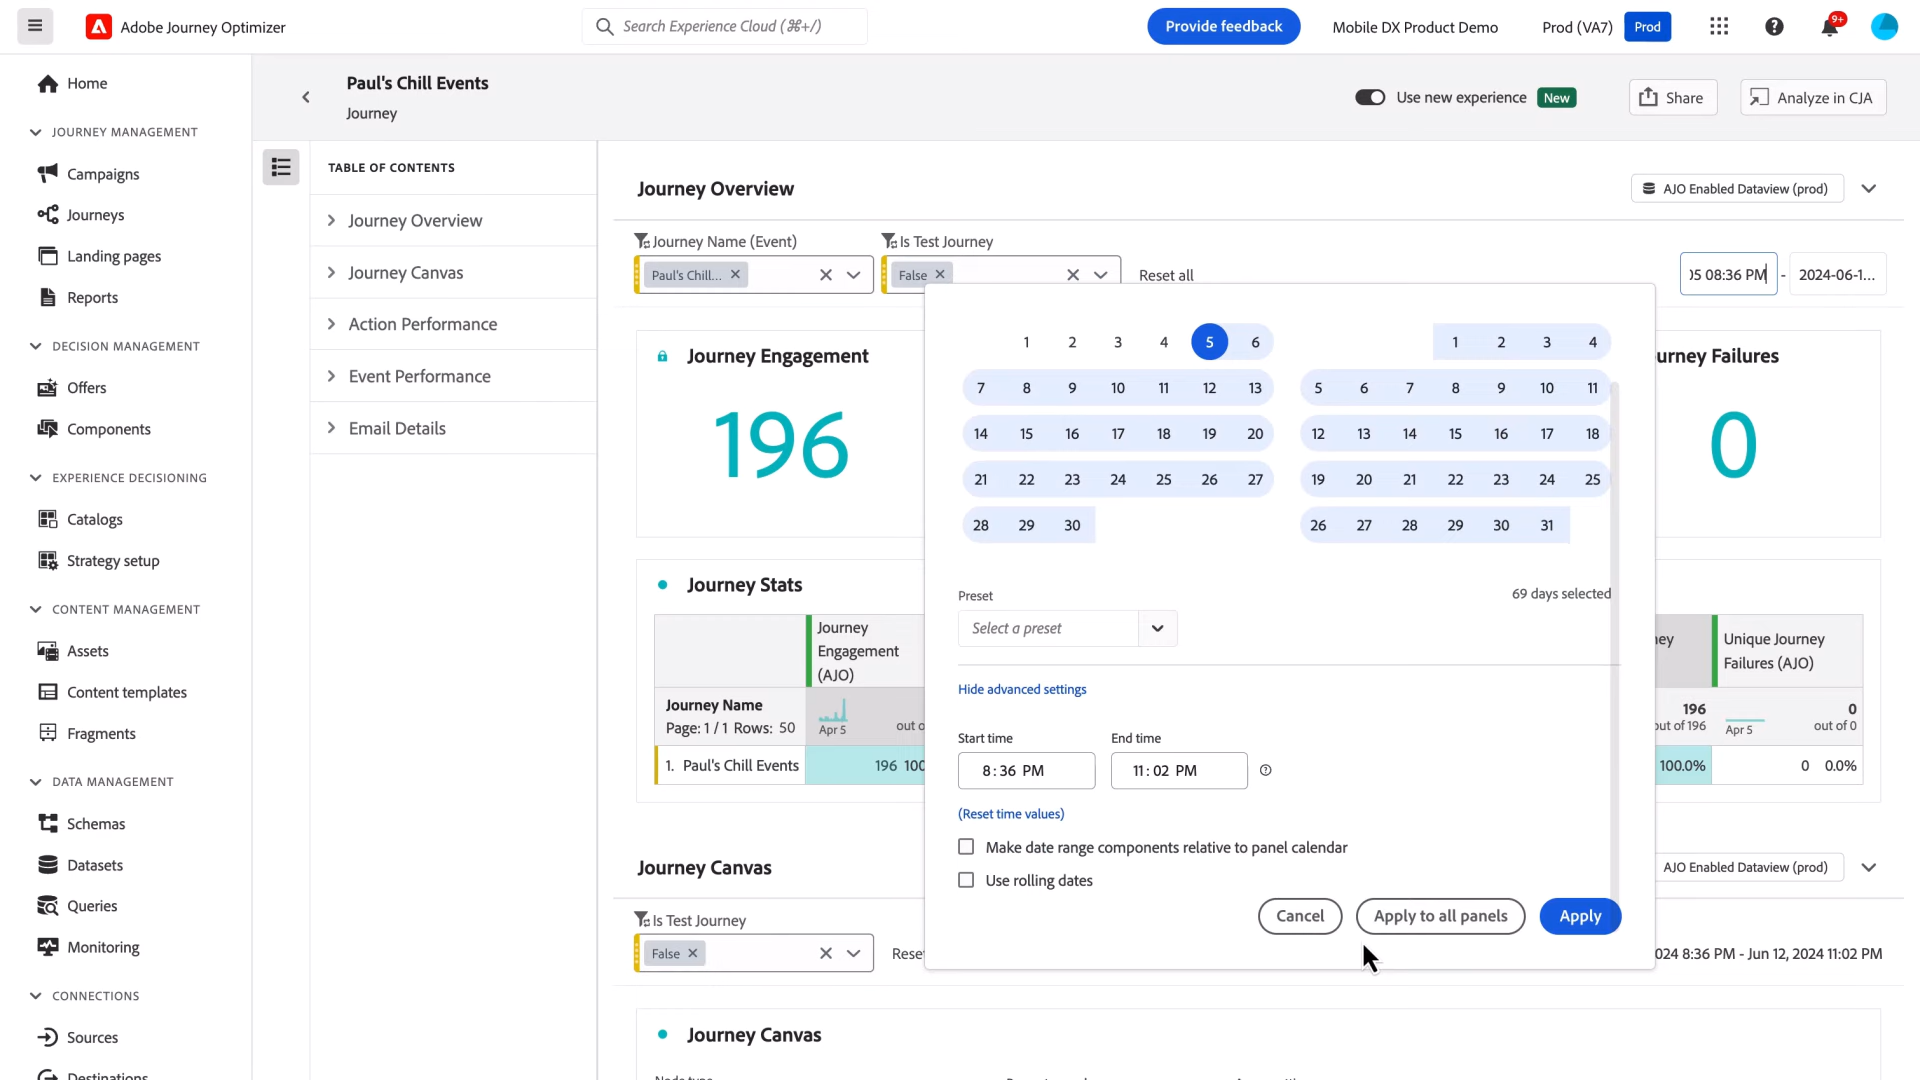 Adobe Journey Optimizer
Search Experience Cloud (⌘+/)
Provide feedback
Mobile DX Product Demo
Prod (VA7)
Prod
9+
Home
JOURNEY MANAGEMENT
Campaigns
Journeys
Landing pages
Reports
DECISION MANAGEMENT
Offers
Components
EXPERIENCE DECISIONING
Catalogs
Strategy setup
CONTENT MANAGEMENT
Assets
Content templates
Fragments
DATA MANAGEMENT
Schemas
Datasets
Queries
Monitoring
CONNECTIONS
Sources
Destinations
Paul's Chill Events
Journey
Use new experience New
Share
Analyze in CJA
TABLE OF CONTENTS
Journey Overview
Journey Canvas
Action Performance
Event Performance
Email Details
Journey Overview
AJO Enabled Dataview (prod)
Journey Name (Event)
Paul's Chill...
Is Test Journey
False
Reset all
05 08:36 PM - 2024-06-1...
Journey Engagement
196
urney Failures
0
1 2 3 4 5 6
7 8 9 10 11 12 13
14 15 16 17 18 19 20
21 22 23 24 25 26 27
28 29 30
1 2 3 4
5 6 7 8 9 10 11
12 13 14 15 16 17 18
19 20 21 22 23 24 25
26 27 28 29 30 31
Preset
69 days selected
Select a preset
Hide advanced settings
Start time
End time
8:36 PM
11:02 PM
(Reset time values)
Make date range components relative to panel calendar
Use rolling dates
Cancel
Apply to all panels
Apply
Journey Stats
Journey
Engagement
(AJO)
ney
Unique Journey
Failures (AJO)
Journey Name
Page: 1 / 1 Rows: 50
Apr 5
out o
196
out of 196
Apr 5
0
out of 0
1. Paul's Chill Events
196 100
100.0%
0 0.0%
Journey Canvas
AJO Enabled Dataview (prod)
Is Test Journey
False
Rese
024 8:36 PM - Jun 12, 2024 11:02 PM
Journey Canvas